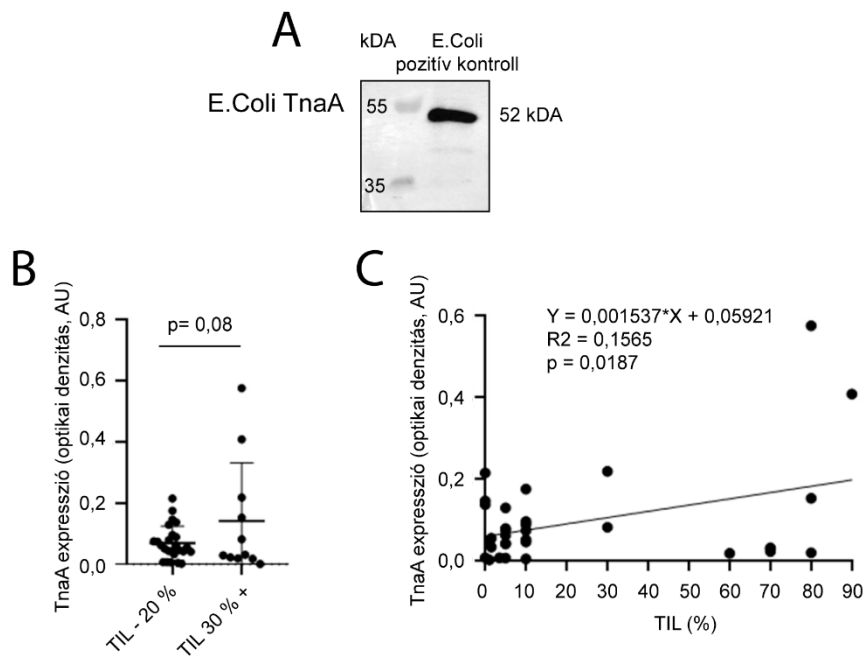 A
kDA
E.Coli
pozitív kontroll
E.Coli TnaA
55
52 kDA
35
B
TnaA expresszió (optikai denzitás, AU)
0,8
0,6
0,4
0,2
0,0
p= 0,08
TIL - 20 %
TIL 30 % +
C
TnaA expresszió (optikai denzitás, AU)
0,6
0,4
0,2
0,0
Y = 0,001537*X + 0,05921
R2 = 0,1565
p = 0,0187
0 10 20 30 40 50 60 70 80 90
TIL (%)